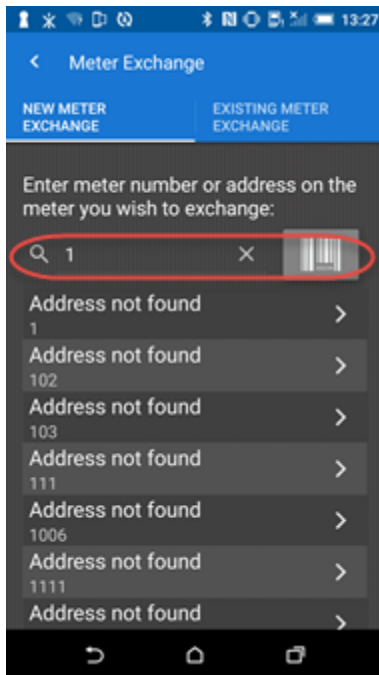 13:27
Meter Exchange
NEW METER
EXCHANGE
EXISTING METER
EXCHANGE
Enter meter number or address on the
meter you wish to exchange:
1
Address not found
1
Address not found
102
Address not found
103
Address not found
111
Address not found
1006
Address not found
1111
Address not found